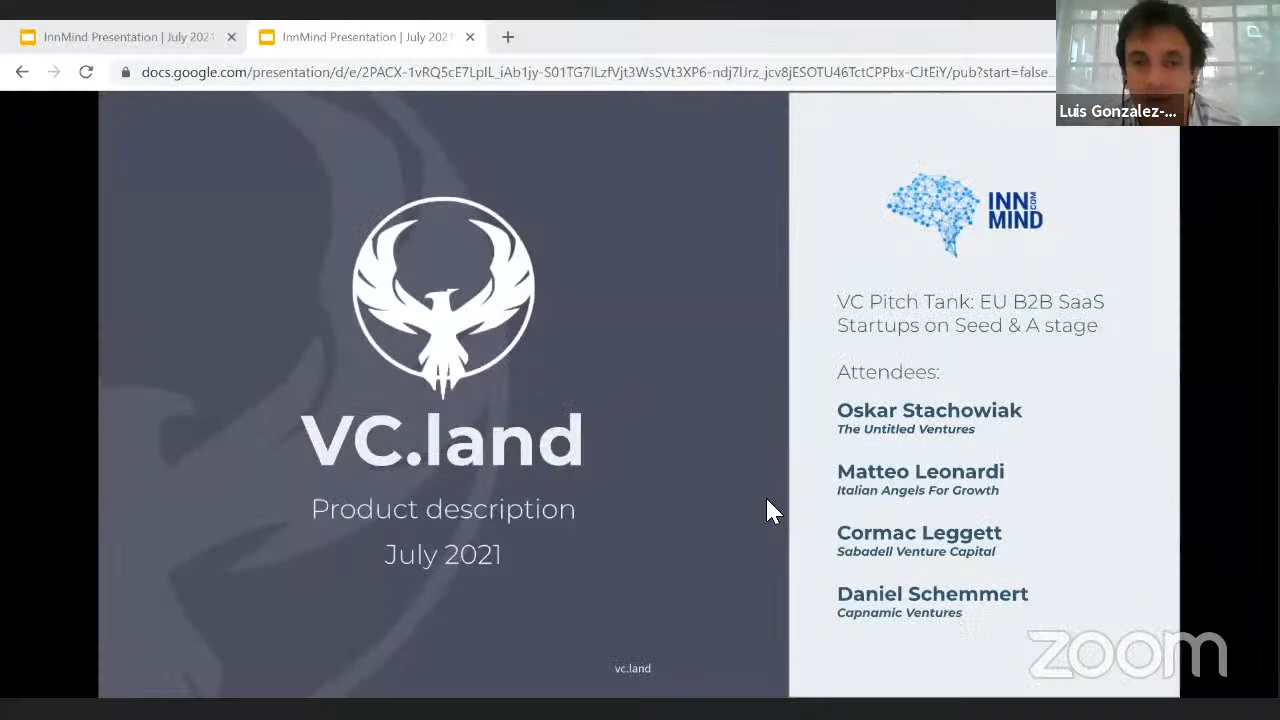 InnMind Presentation | July 2021
InnMind Presentation | July 202
docs.google.com/presentation/d/e/2PACX-1vRQ5cE7LpIL_iAb1jy-S01TG7ILzfVjt3WsSVt3XP6-ndj7lJrz_jcv8jESOTU46TctCPPbx-CJtEiY/pub?start=false...
Luis Gonzalez-...
INN
.COM
MIND
VC Pitch Tank: EU B2B SaaS
Startups on Seed & A stage
Attendees:
Oskar Stachowiak
The Untitled Ventures
Matteo Leonardi
Italian Angels For Growth
Cormac Leggett
Sabadell Venture Capital
Daniel Schemmert
Capnamic Ventures
VC.land
Product description
July 2021
vc.land
zoom